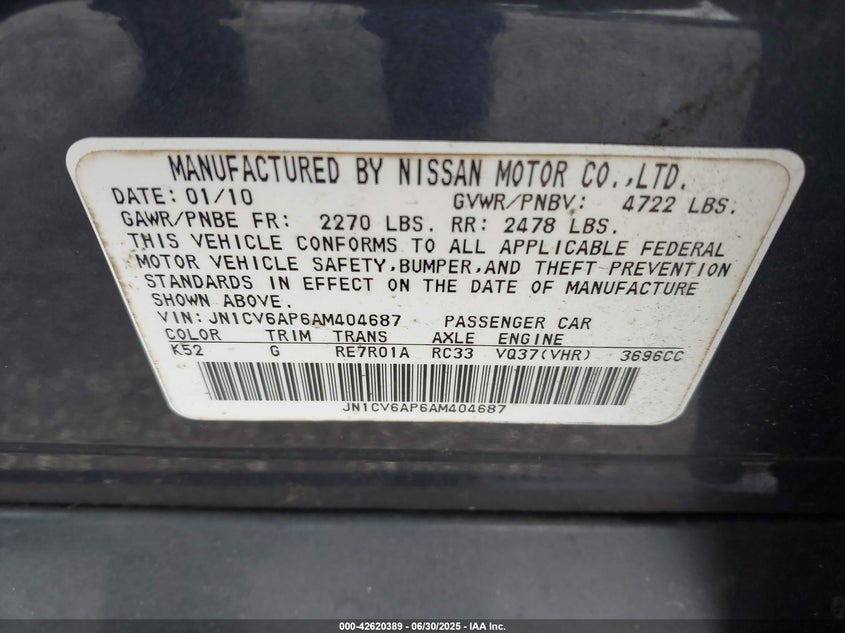 MANUFACTURED BY NISSAN MOTOR CO.,LTD.
DATE: 01/10 GVWR/PNBV: 4722 LBS.
GAWR/PNBE FR: 2270 LBS. RR: 2478 LBS.
THIS VEHICLE CONFORMS TO ALL APPLICABLE FEDERAL
MOTOR VEHICLE SAFETY,BUMPER,AND THEFT PREVENTION
STANDARDS IN EFFECT ON THE DATE OF MANUFACTURE
SHOWN ABOVE.
VIN: JN1CV6AP6AM404687 PASSENGER CAR
COLOR TRIM TRANS AXLE ENGINE
K52 G RE7R01A RC33 VQ37(VHR) 3696CC
JN1CV6AP6AM404687
000-42620389 - 06/30/2025 - IAA Inc.